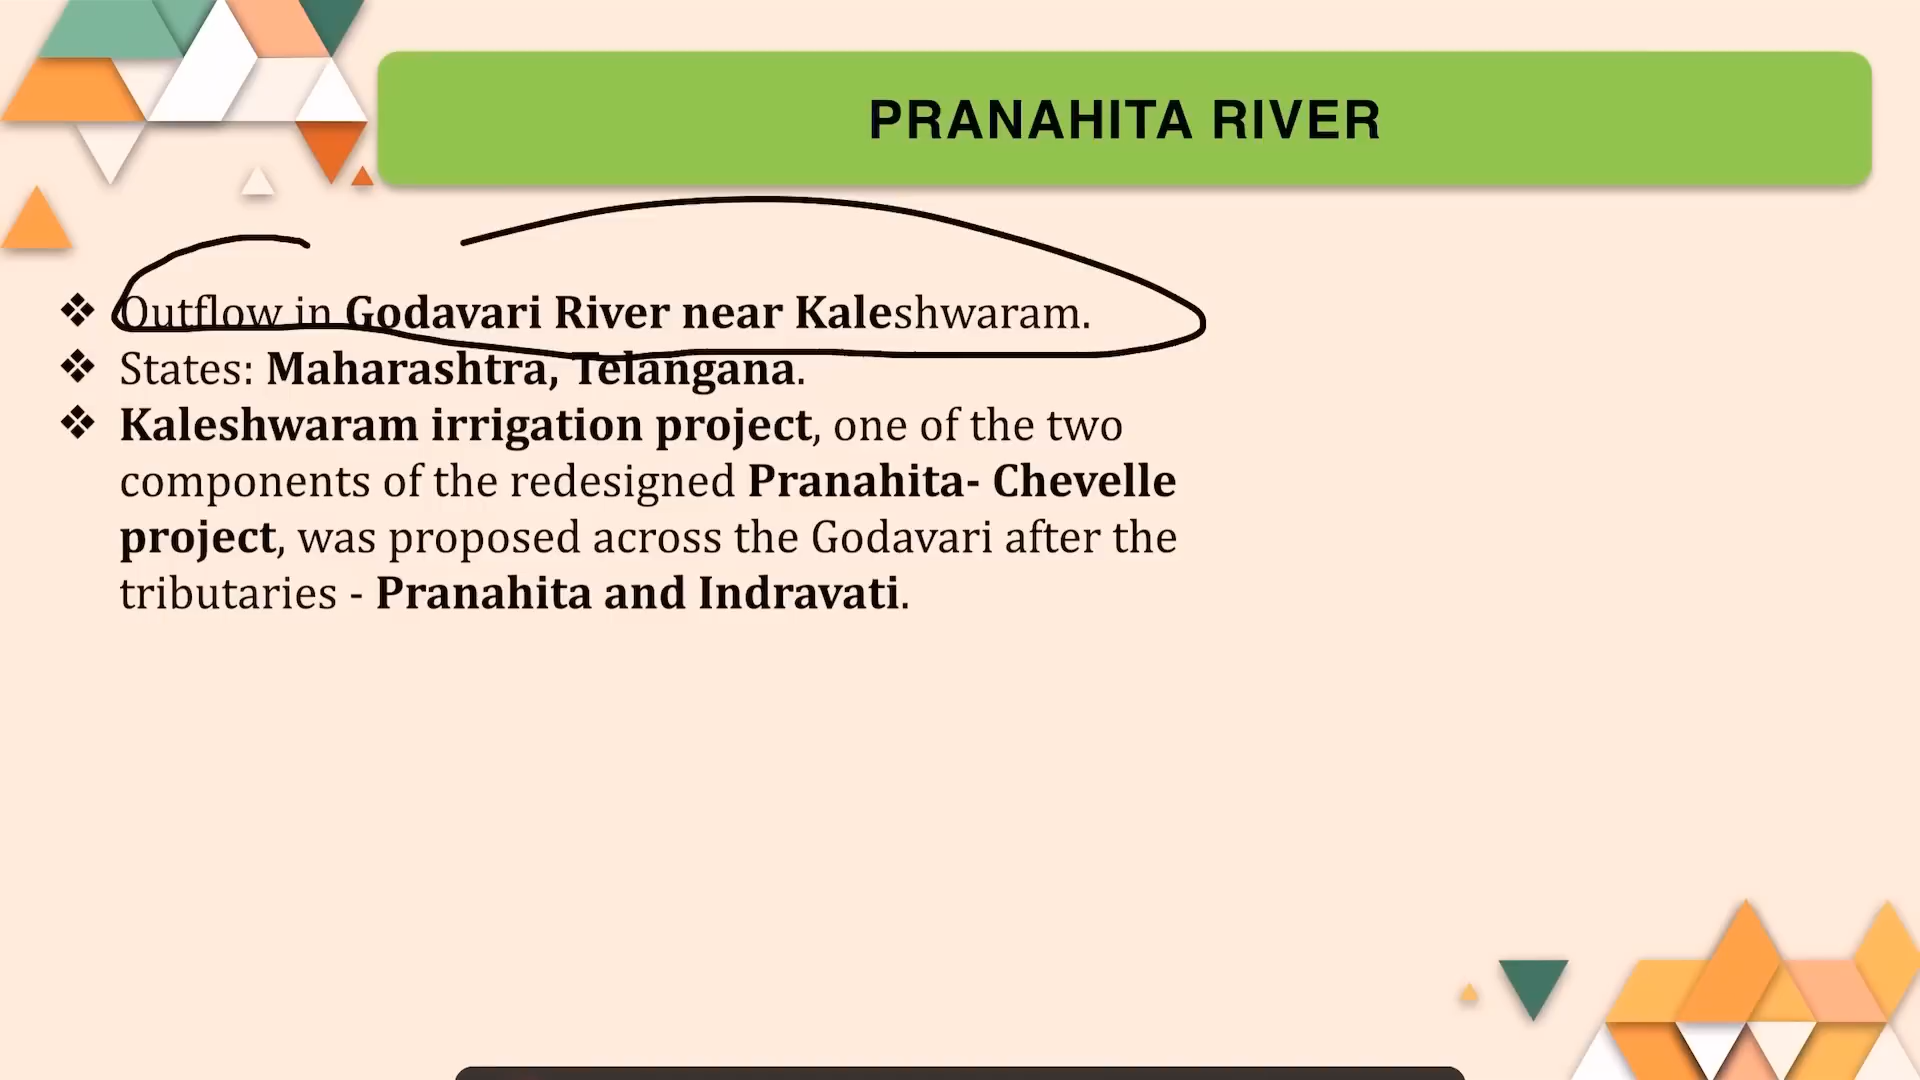 PRANAHITA RIVER
❖ Outflow in Godavari River near Kaleshwaram.
❖ States: Maharashtra, Telangana.
❖ Kaleshwaram irrigation project, one of the two
components of the redesigned Pranahita- Chevelle
project, was proposed across the Godavari after the
tributaries - Pranahita and Indravati.